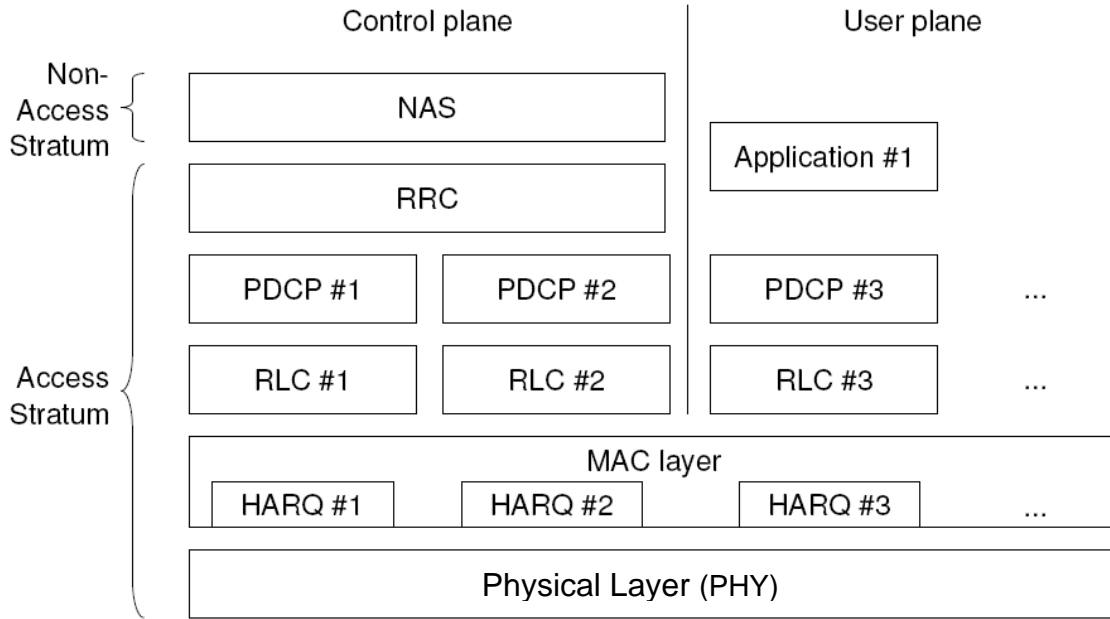 Control plane
User plane
Non-
Access
Stratum
NAS
Application #1
RRC
PDCP #1
PDCP #2
PDCP #3
...
Access
Stratum
RLC #1
RLC #2
RLC #3
...
MAC layer
HARQ #1
HARQ #2
HARQ #3
...
Physical Layer (PHY)